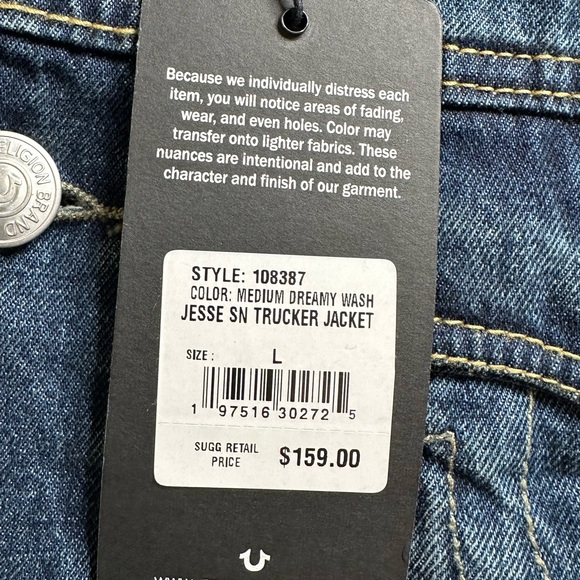 Because we individually distress each
item, you will notice areas of fading,
wear, and even holes. Color may
transfer onto lighter fabrics. These
nuances are intentional and add to the
character and finish of our garment.
ELIGION BRAND
STYLE: 108387
COLOR: MEDIUM DREAMY WASH
JESSE SN TRUCKER JACKET
SIZE : L
1 97516 30272 5
SUGG RETAIL
PRICE $159.00